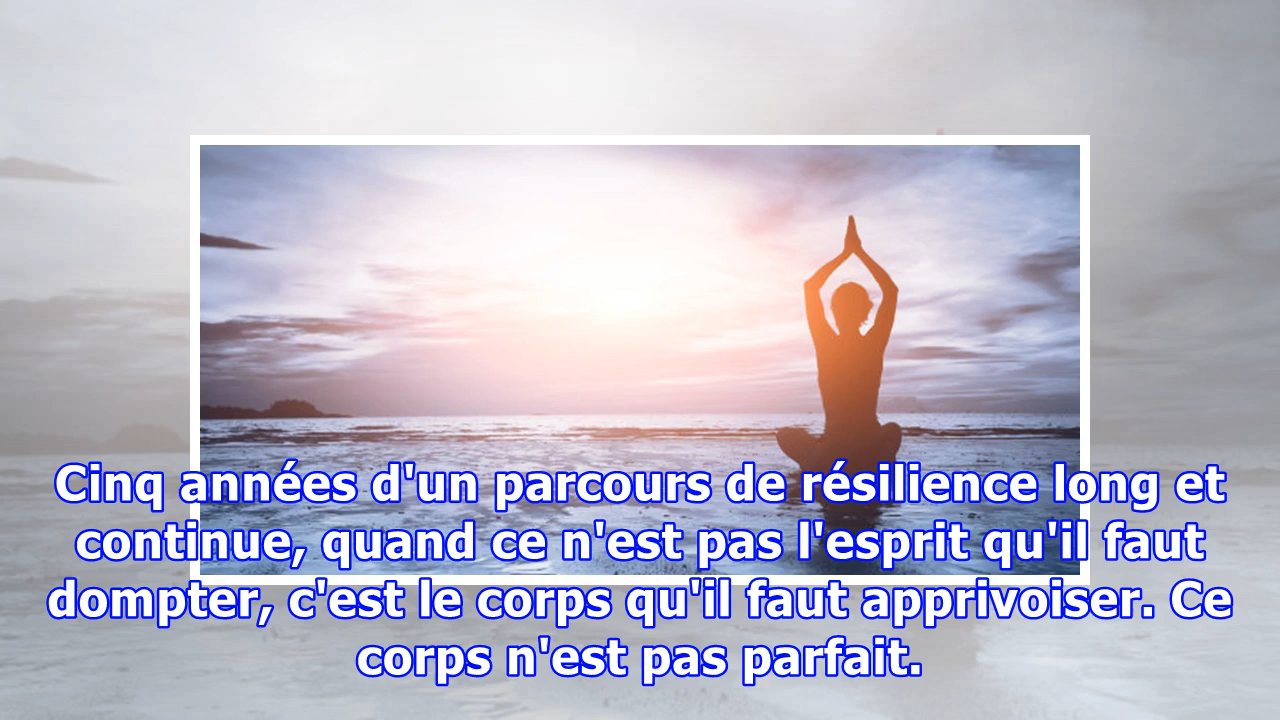 Cinq années d'un parcours de résilience long et
continue, quand ce n'est pas l'esprit qu'il faut
dompter, c'est le corps qu'il faut apprivoiser. Ce
corps n'est pas parfait.